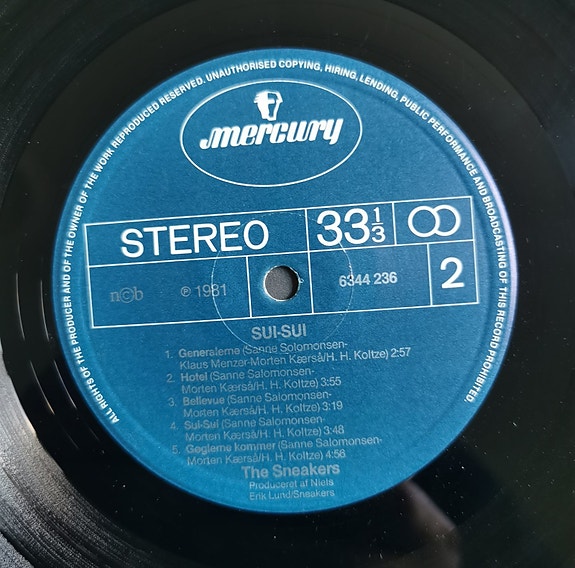 ALL RIGHTS OF THE PRODUCER AND OF THE OWNER OF THE WORK REPRODUCED RESERVED. UNAUTHORISED COPYING, HIRING, LENDING, PUBLIC PERFORMANCE AND BROADCASTING OF THIS RECORD PROHIBITED.
mercury
STEREO 33 1/3
n©b ℗ 1981 6344 236 2
SUI-SUI
1. Generalerne (Sanne Solomonsen-
Klaus Menzer-Morten Kærså/H. H. Koltze) 2:57
2. Hotel (Sanne Salomonsen-
Morten Kærså/H. H. Koltze) 3:55
3. Bellevue (Sanne Salomonsen-
Morten Kærså/H. H. Koltze) 3:19
4. Sui-Sui (Sanne Salomonsen-
Morten Kærså/H. H. Koltze) 3:48
5. Gøglerne kommer (Sanne Salomonsen-
Morten Kærså/H. H. Koltze) 4:56
The Sneakers
Produceret af Niels
Erik Lund/Sneakers